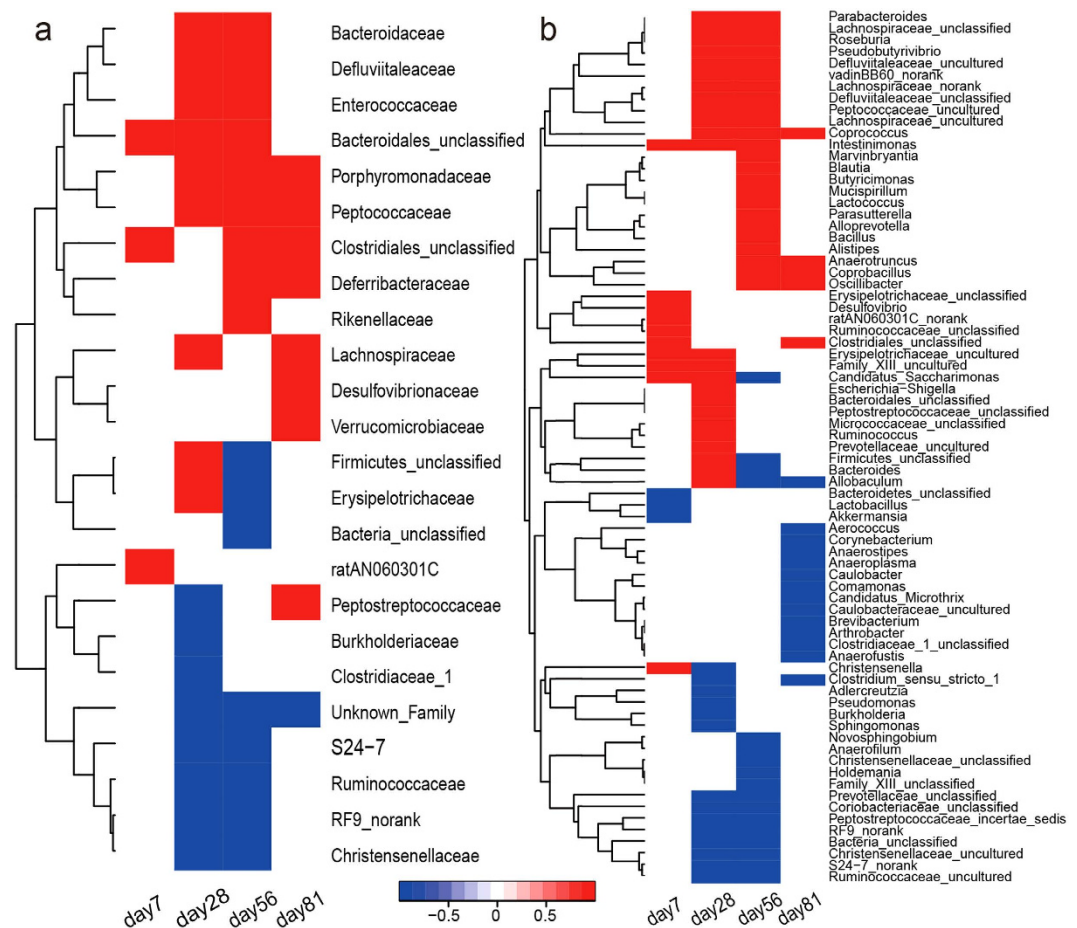 a
Bacteroidaceae
Defluviitaleaceae
Enterococcaceae
Bacteroidales_unclassified
Porphyromonadaceae
Peptococcaceae
Clostridiales_unclassified
Deferribacteraceae
Rikenellaceae
Lachnospiraceae
Desulfovibrionaceae
Verrucomicrobiaceae
Firmicutes_unclassified
Erysipelotrichaceae
Bacteria_unclassified
ratAN060301C
Peptostreptococcaceae
Burkholderiaceae
Clostridiaceae_1
Unknown_Family
S24-7
Ruminococcaceae
RF9_norank
Christensenellaceae
day7 day28 day56 day81
b
Parabacteroides
Lachnospiraceae_unclassified
Roseburia
Pseudobutyrivibrio
Defluviitaleaceae_uncultured
vadinBB60_norank
Lachnospiraceae_norank
Defluviitaleaceae_unclassified
Peptococcaceae_uncultured
Lachnospiraceae_uncultured
Coprococcus
Intestinimonas
Marvinbryantia
Blautia
Butyricimonas
Mucispirillum
Lactococcus
Parasutterella
Alloprevotella
Bacillus
Alistipes
Anaerotruncus
Coprobacillus
Oscillibacter
Erysipelotrichaceae_unclassified
Desulfovibrio
ratAN060301C_norank
Ruminococcaceae_unclassified
Clostridiales_unclassified
Erysipelotrichaceae_uncultured
Family_XIII_uncultured
Candidatus_Saccharimonas
Escherichia-Shigella
Bacteroidales_unclassified
Peptostreptococcaceae_unclassified
Micrococcaceae_unclassified
Ruminococcus
Prevotellaceae_uncultured
Firmicutes_unclassified
Bacteroides
Allobaculum
Bacteroidetes_unclassified
Lactobacillus
Akkermansia
Aerococcus
Corynebacterium
Anaerostipes
Anaeroplasma
Caulobacter
Comamonas
Candidatus_Microthrix
Caulobacteraceae_uncultured
Brevibacterium
Arthrobacter
Clostridiaceae_1_unclassified
Anaerofustis
Christensenella
Clostridium_sensu_stricto_1
Adlercreutzia
Pseudomonas
Burkholderia
Sphingomonas
Novosphingobium
Anaerofilum
Christensenellaceae_unclassified
Holdemania
Family_XIII_unclassified
Prevotellaceae_unclassified
Coriobacteriaceae_unclassified
Peptostreptococcaceae_incertae_sedis
RF9_norank
Bacteria_unclassified
Christensenellaceae_uncultured
S24-7_norank
Ruminococcaceae_uncultured
day7 day28 day56 day81
-0.5 0 0.5